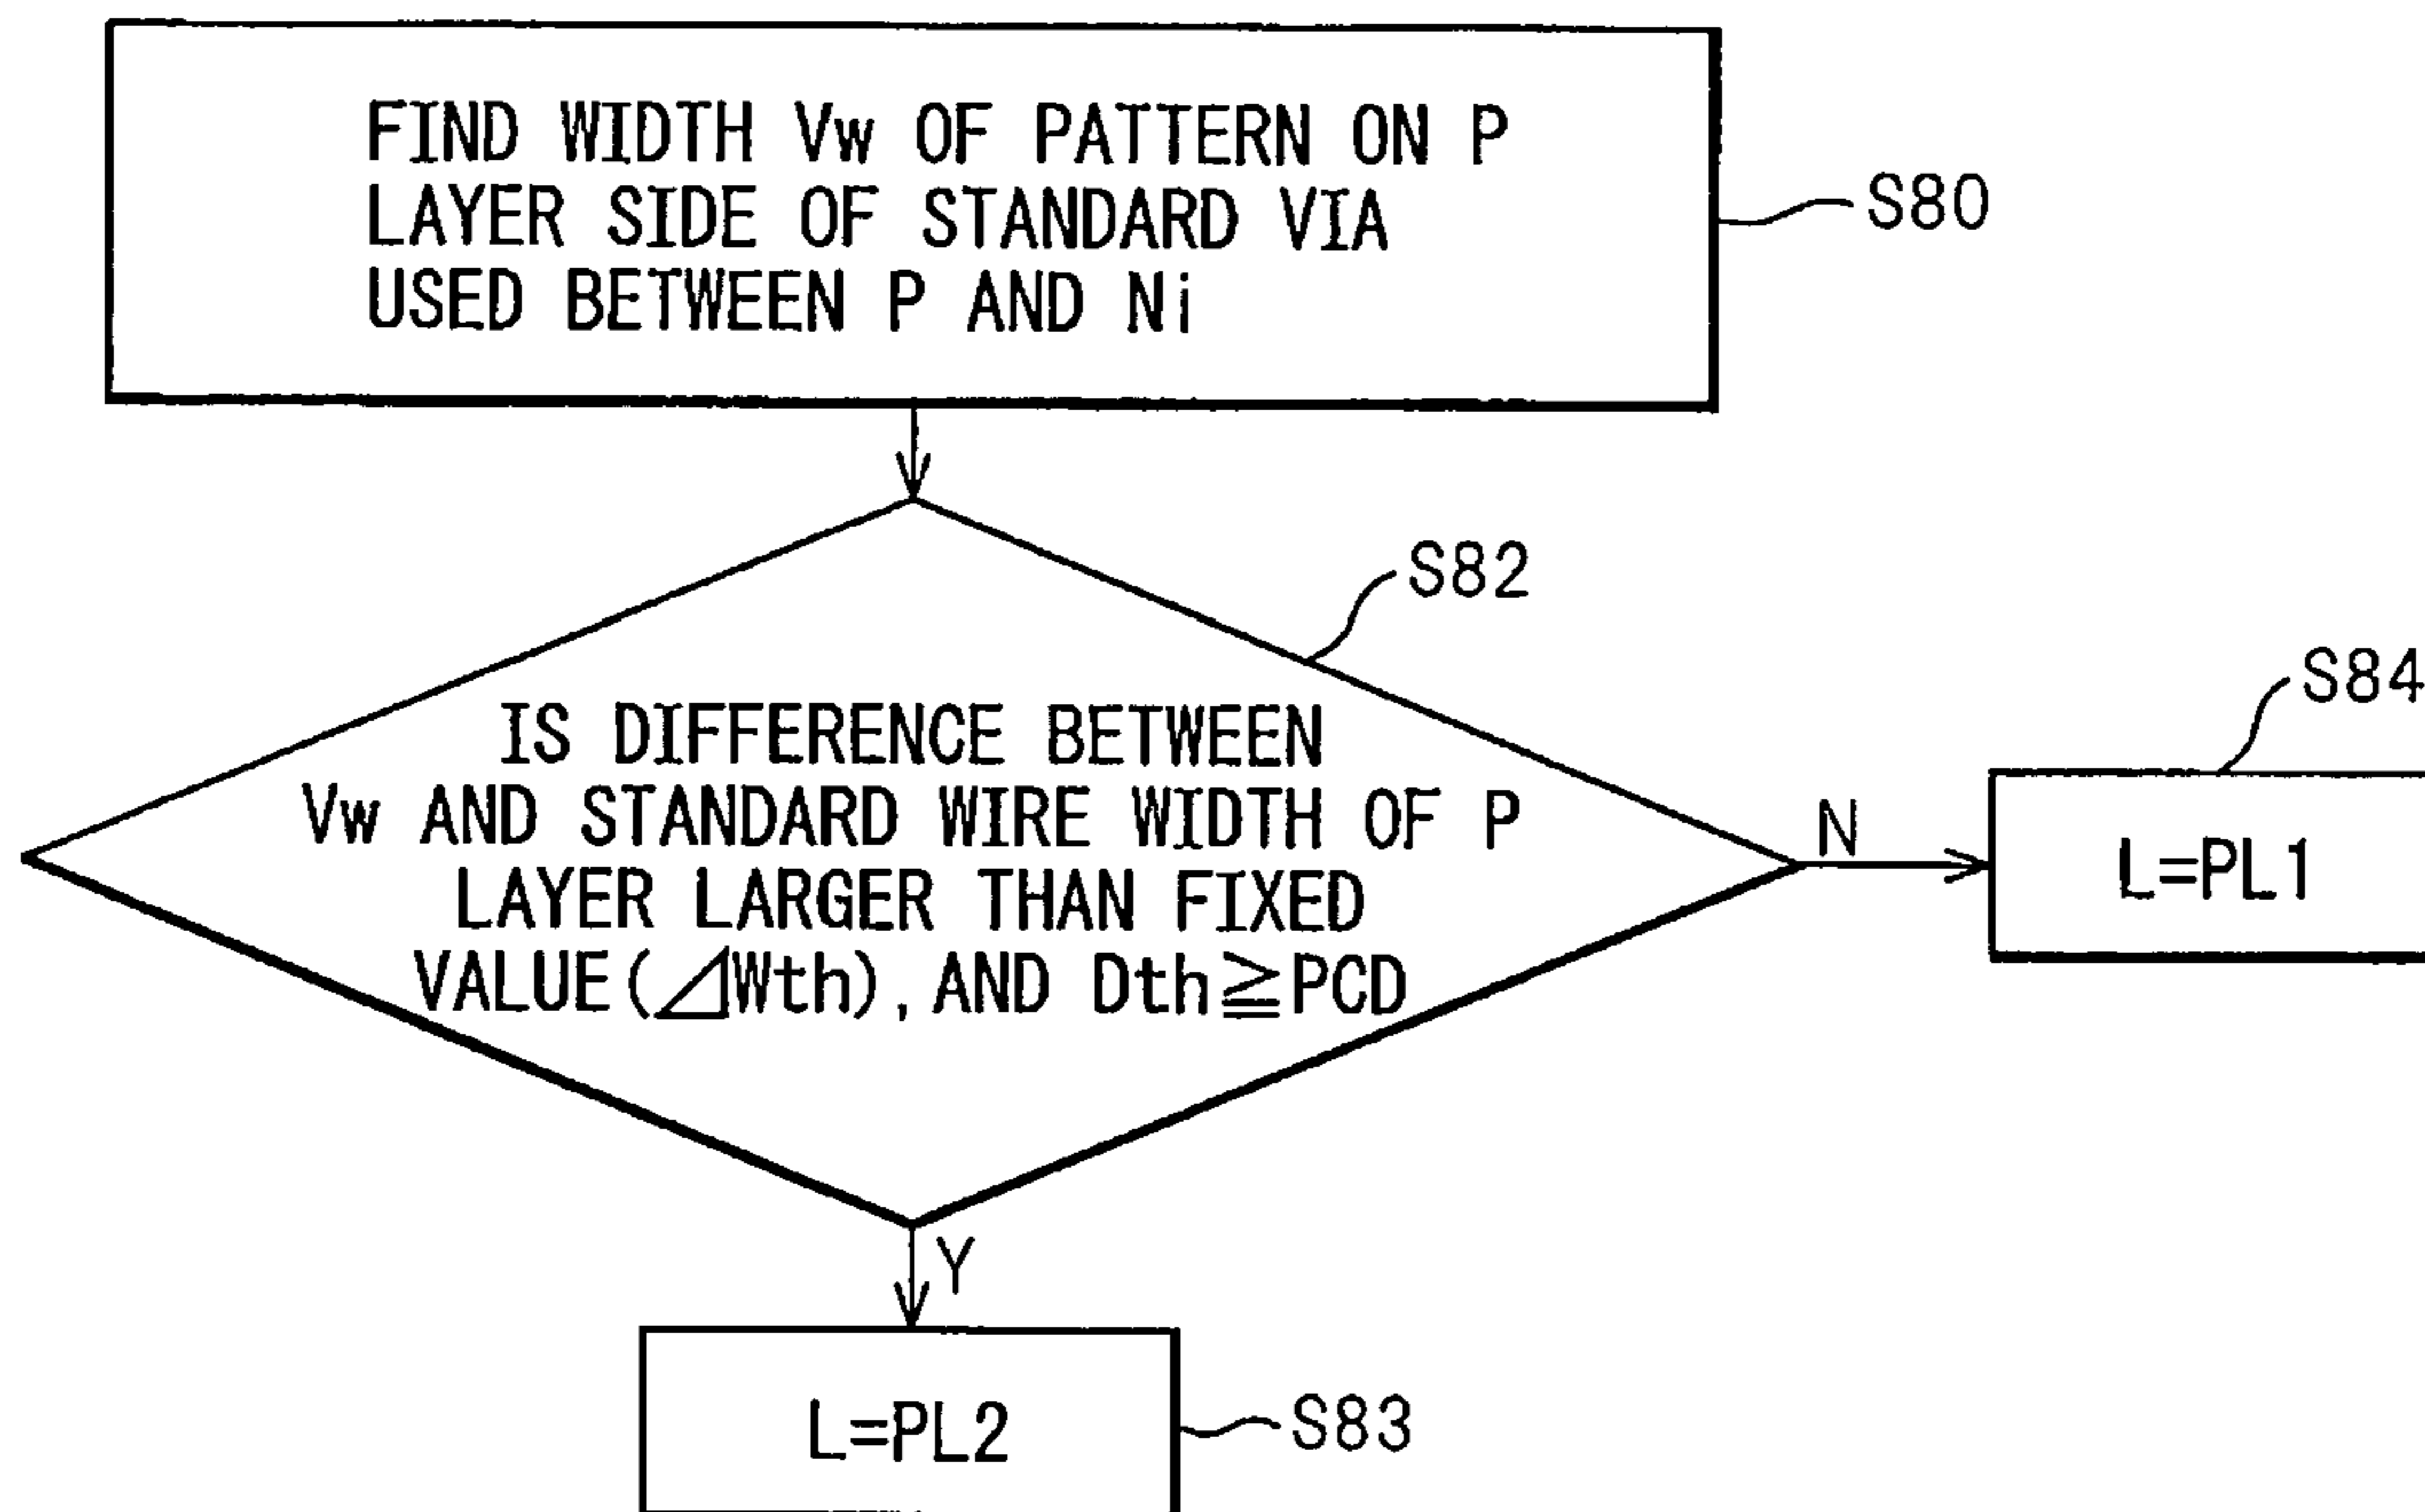 FIND WIDTH Vw OF PATTERN ON P
LAYER SIDE OF STANDARD VIA
USED BETWEEN P AND Ni
S80
S82
IS DIFFERENCE BETWEEN
Vw AND STANDARD WIRE WIDTH OF P
LAYER LARGER THAN FIXED
VALUE(⊿Wth), AND Dth≧PCD
N
S84
L=PL1
Y
L=PL2
S83